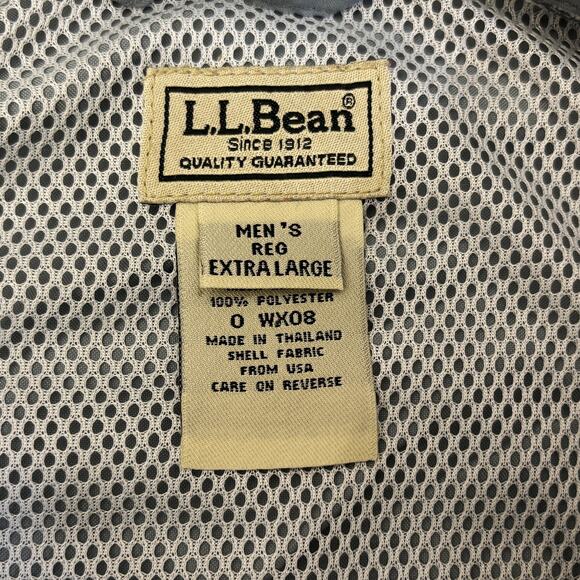 L.L.Bean®
Since 1912
QUALITY GUARANTEED
MEN'S
REG
EXTRA LARGE
100% POLYESTER
0 WX08
MADE IN THAILAND
SHELL FABRIC
FROM USA
CARE ON REVERSE